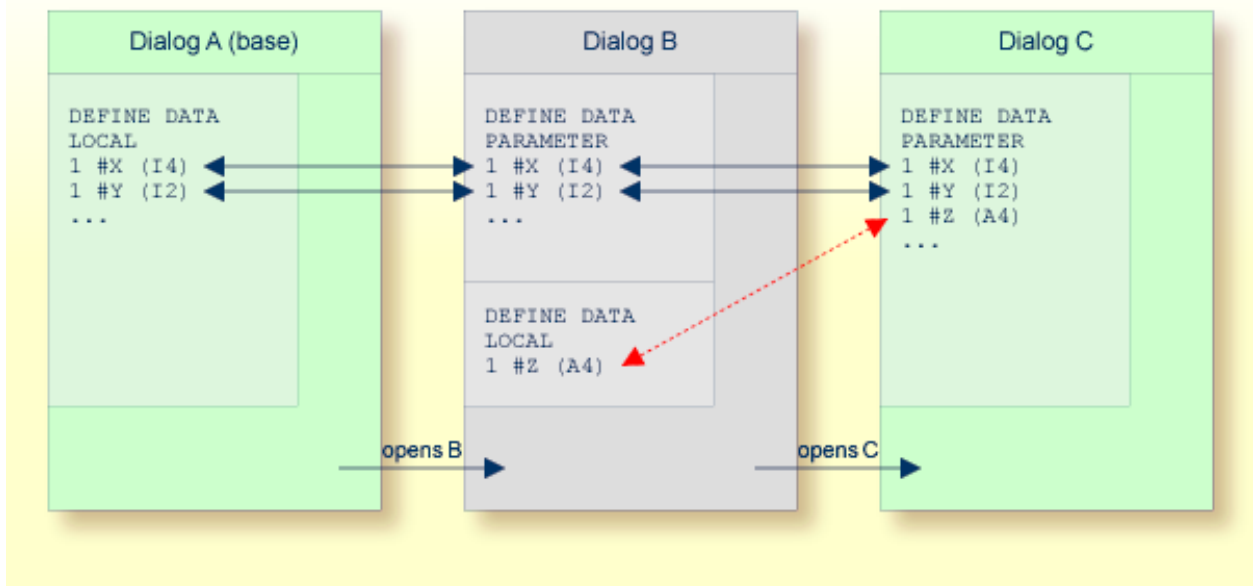 Dialog A (base)
DEFINE DATA
LOCAL
1 #X (I4)
1 #Y (I2)
...
opens B
Dialog B
DEFINE DATA
PARAMETER
1 #X (I4)
1 #Y (I2)
...
DEFINE DATA
LOCAL
1 #Z (A4)
opens C
Dialog C
DEFINE DATA
PARAMETER
1 #X (I4)
1 #Y (I2)
1 #Z (A4)
...